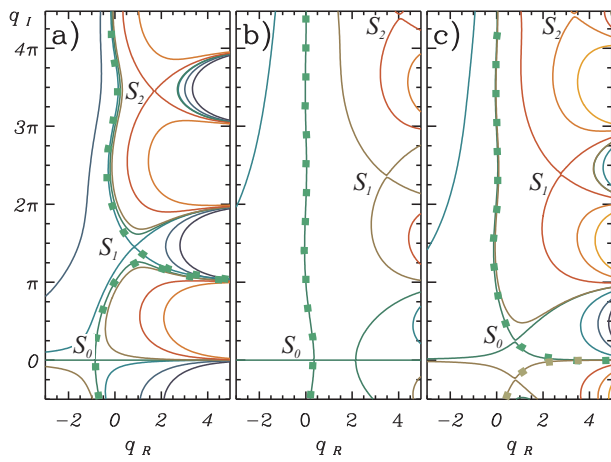 q_I a) b) c)
S_2 S_2
4π
S_2
3π
S_1 S_1
2π
S_1
π
S_0 S_0 S_0
0
−2 0 2 4 −2 0 2 4 −2 0 2 4
q_R q_R q_R